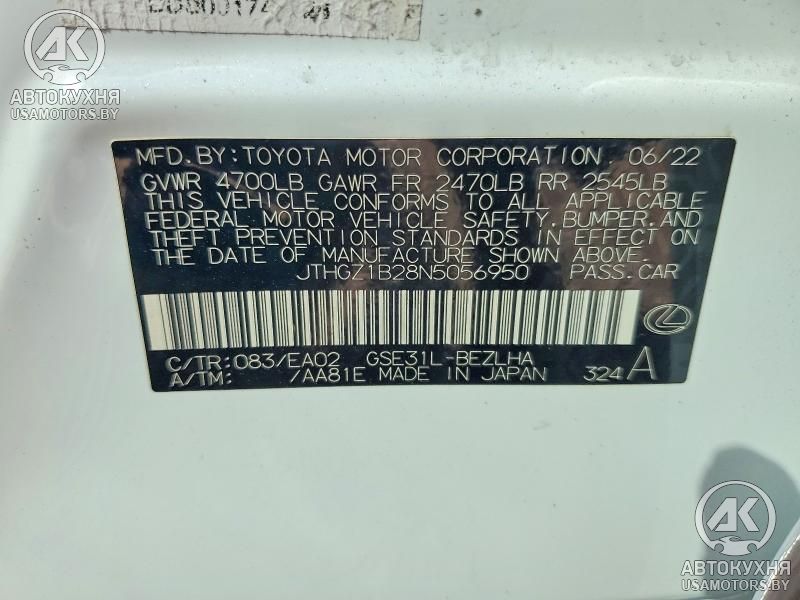 АВТОКУХНЯ
USAMOTORS.BY
MFD. BY: TOYOTA MOTOR CORPORATION 06/22
GVWR 4700LB GAWR FR 2470LB RR 2545LB
THIS VEHICLE CONFORMS TO ALL APPLICABLE
FEDERAL MOTOR VEHICLE SAFETY, BUMPER, AND
THEFT PREVENTION STANDARDS IN EFFECT ON
THE DATE OF MANUFACTURE SHOWN ABOVE.
JTHGZ1B28N5056950 PASS.CAR
C/TR: 083/EA02 GSE31L-BEZLHA
A/TM: /AA81E MADE IN JAPAN 324 A
АВТОКУХНЯ
USAMOTORS.BY